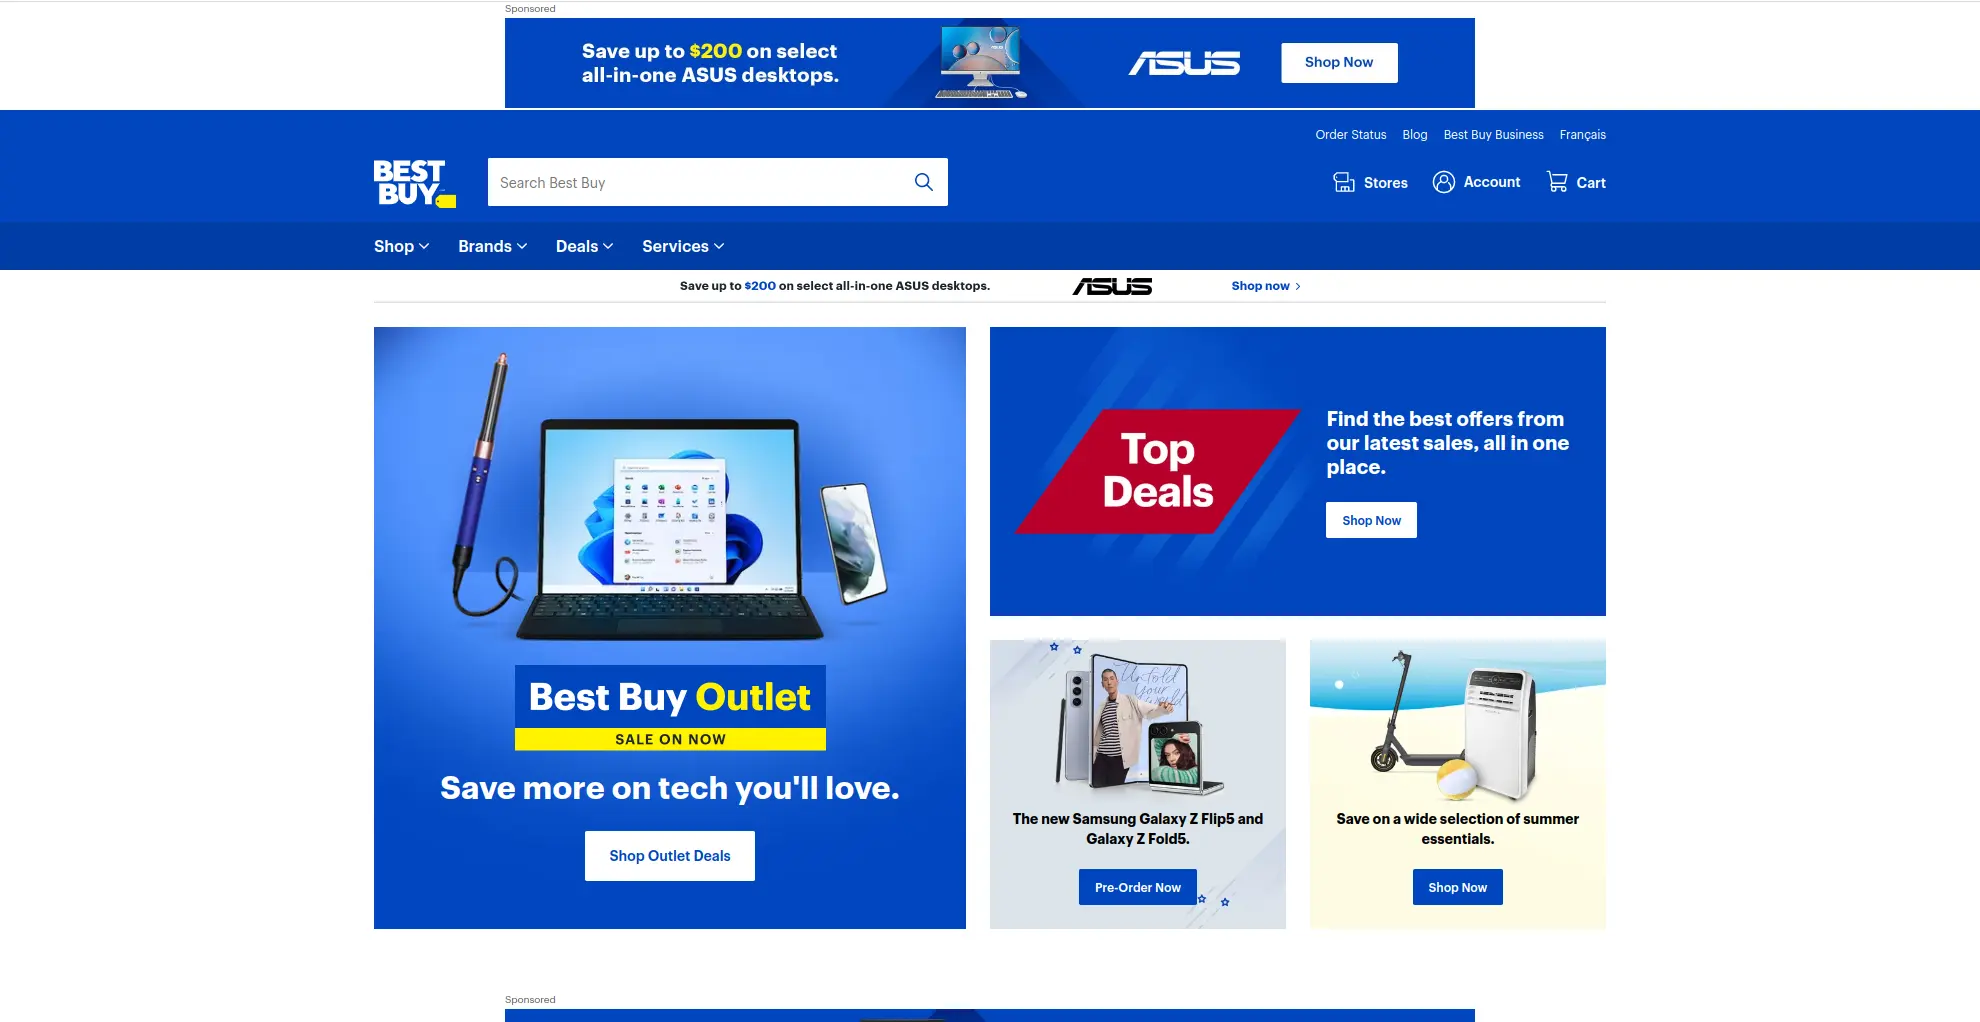 Sponsored
Save up to $200 on select
all-in-one ASUS desktops.
ASUS
Shop Now
Order Status Blog Best Buy Business Français
BEST
BUY
Search Best Buy
Stores Account Cart
Shop Brands Deals Services
Save up to $200 on select all-in-one ASUS desktops. ASUS Shop now
Best Buy Outlet
SALE ON NOW
Save more on tech you'll love.
Shop Outlet Deals
Top
Deals
Find the best offers from
our latest sales, all in one
place.
Shop Now
Unfold
Your
world
The new Samsung Galaxy Z Flip5 and
Galaxy Z Fold5.
Pre-Order Now
Save on a wide selection of summer
essentials.
Shop Now
Sponsored